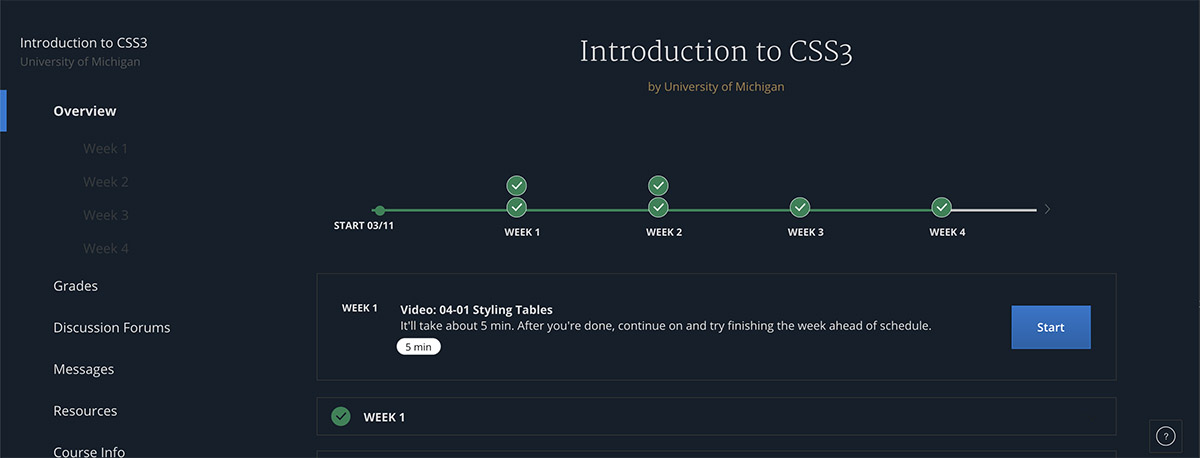 Introduction to CSS3
University of Michigan
Overview
Week 1
Week 2
Week 3
Week 4
Grades
Discussion Forums
Messages
Resources
Course Info
Introduction to CSS3
by University of Michigan
START 03/11
WEEK 1
WEEK 2
WEEK 3
WEEK 4
WEEK 1
Video: 04-01 Styling Tables
It'll take about 5 min. After you're done, continue on and try finishing the week ahead of schedule.
5 min
Start
WEEK 1
?